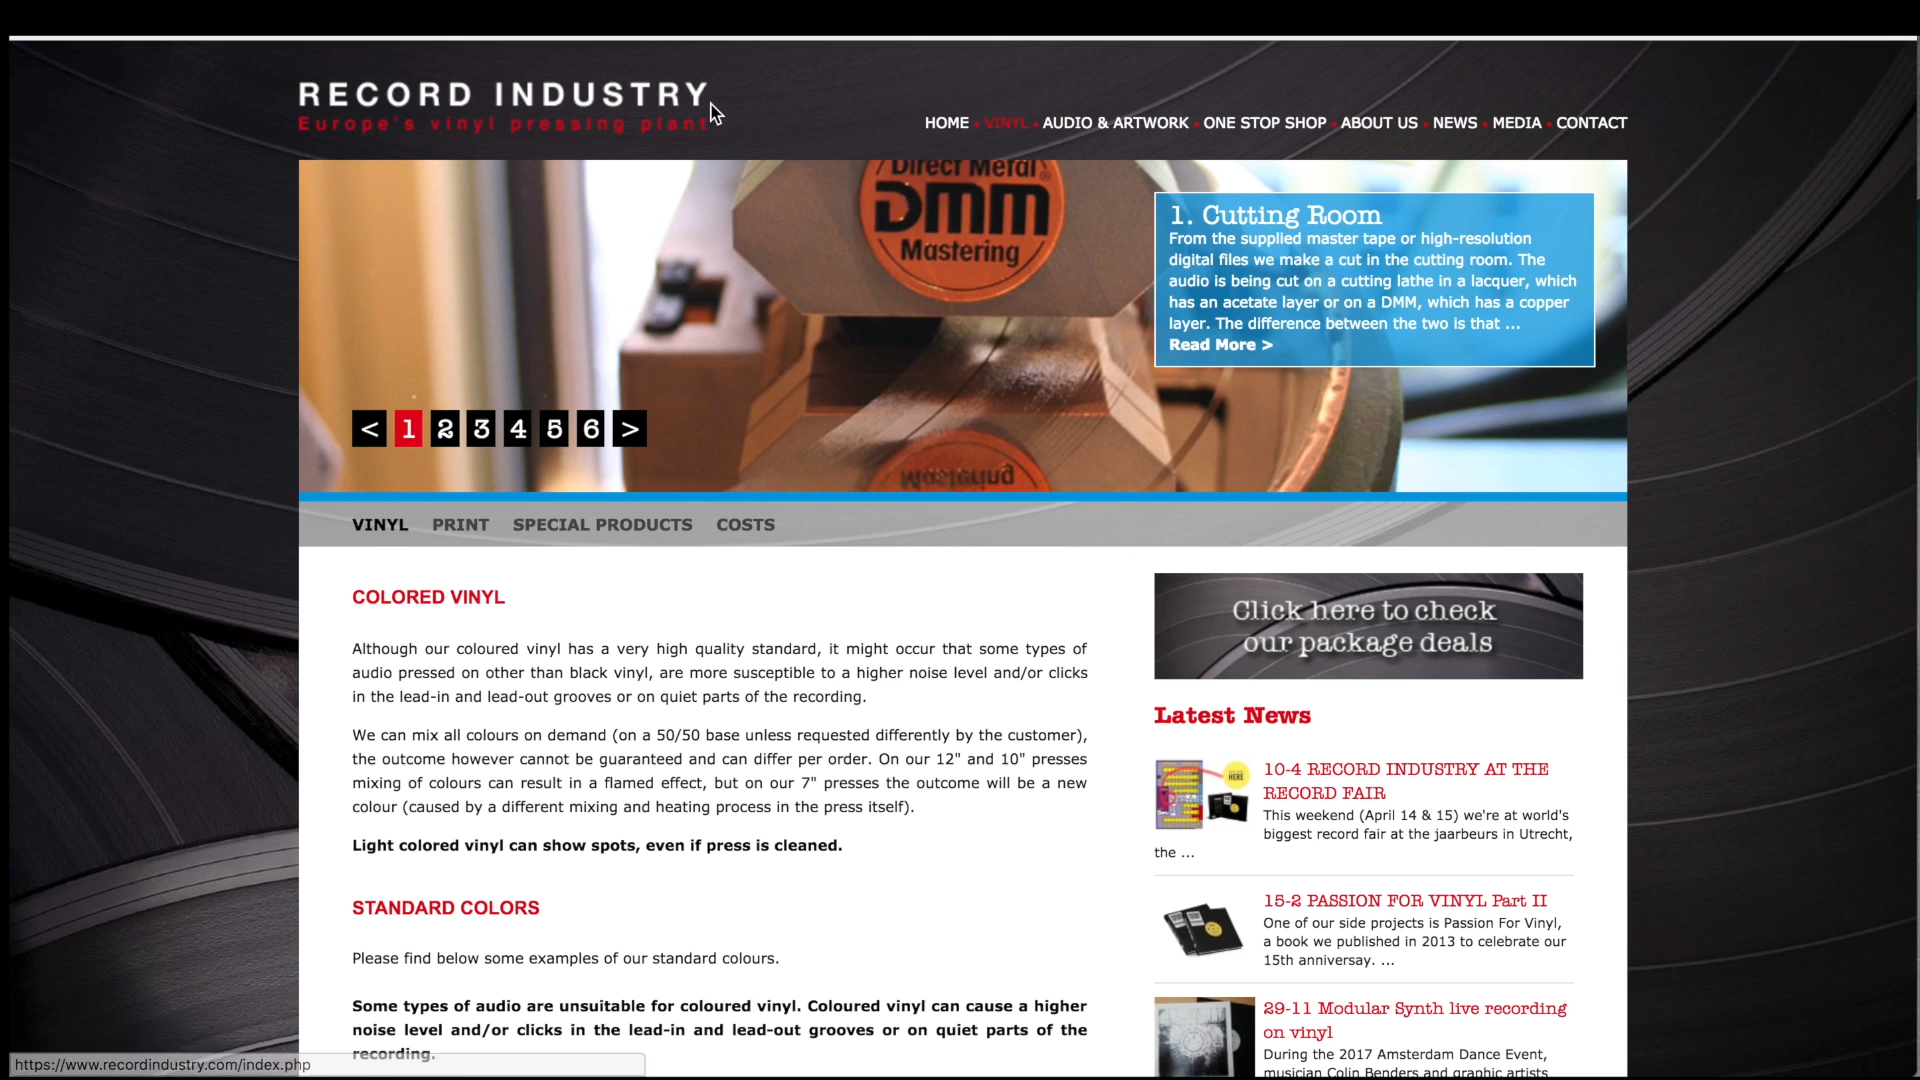 RECORD INDUSTRY
Europe's vinyl pressing plant
HOME VINYL AUDIO & ARTWORK ONE STOP SHOP ABOUT US NEWS MEDIA CONTACT
Direct Metal
DMM
Mastering
1. Cutting Room
From the supplied master tape or high-resolution
digital files we make a cut in the cutting room. The
audio is being cut on a cutting lathe in a lacquer, which
has an acetate layer or on a DMM, which has a copper
layer. The difference between the two is that ...
Read More >
< 1 2 3 4 5 6 >
VINYL PRINT SPECIAL PRODUCTS COSTS
COLORED VINYL
Although our coloured vinyl has a very high quality standard, it might occur that some types of
audio pressed on other than black vinyl, are more susceptible to a higher noise level and/or clicks
in the lead-in and lead-out grooves or on quiet parts of the recording.
We can mix all colours on demand (on a 50/50 base unless requested differently by the customer),
the outcome however cannot be guaranteed and can differ per order. On our 12" and 10" presses
mixing of colours can result in a flamed effect, but on our 7" presses the outcome will be a new
colour (caused by a different mixing and heating process in the press itself).
Light colored vinyl can show spots, even if press is cleaned.
STANDARD COLORS
Please find below some examples of our standard colours.
Some types of audio are unsuitable for coloured vinyl. Coloured vinyl can cause a higher
noise level and/or clicks in the lead-in and lead-out grooves or on quiet parts of the
recording.
Click here to check
our package deals
Latest News
HERE
10-4 RECORD INDUSTRY AT THE
RECORD FAIR
This weekend (April 14 & 15) we're at world's
biggest record fair at the jaarbeurs in Utrecht,
the ...
15-2 PASSION FOR VINYL Part II
One of our side projects is Passion For Vinyl,
a book we published in 2013 to celebrate our
15th anniversay. ...
29-11 Modular Synth live recording
on vinyl
During the 2017 Amsterdam Dance Event,
musician Colin Benders and graphic artists
https://www.recordindustry.com/index.php